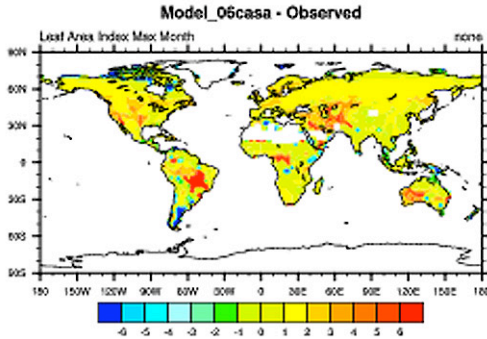 Model_06casa - Observed
Leaf Area Index Max Month none
90N
60N
30N
0
30S
60S
90S
180 150W 120W 90W 60W 30W 0 30E 60E 90E 120E 150E 180
-6 -5 -4 -3 -2 -1 0 1 2 3 4 5 6